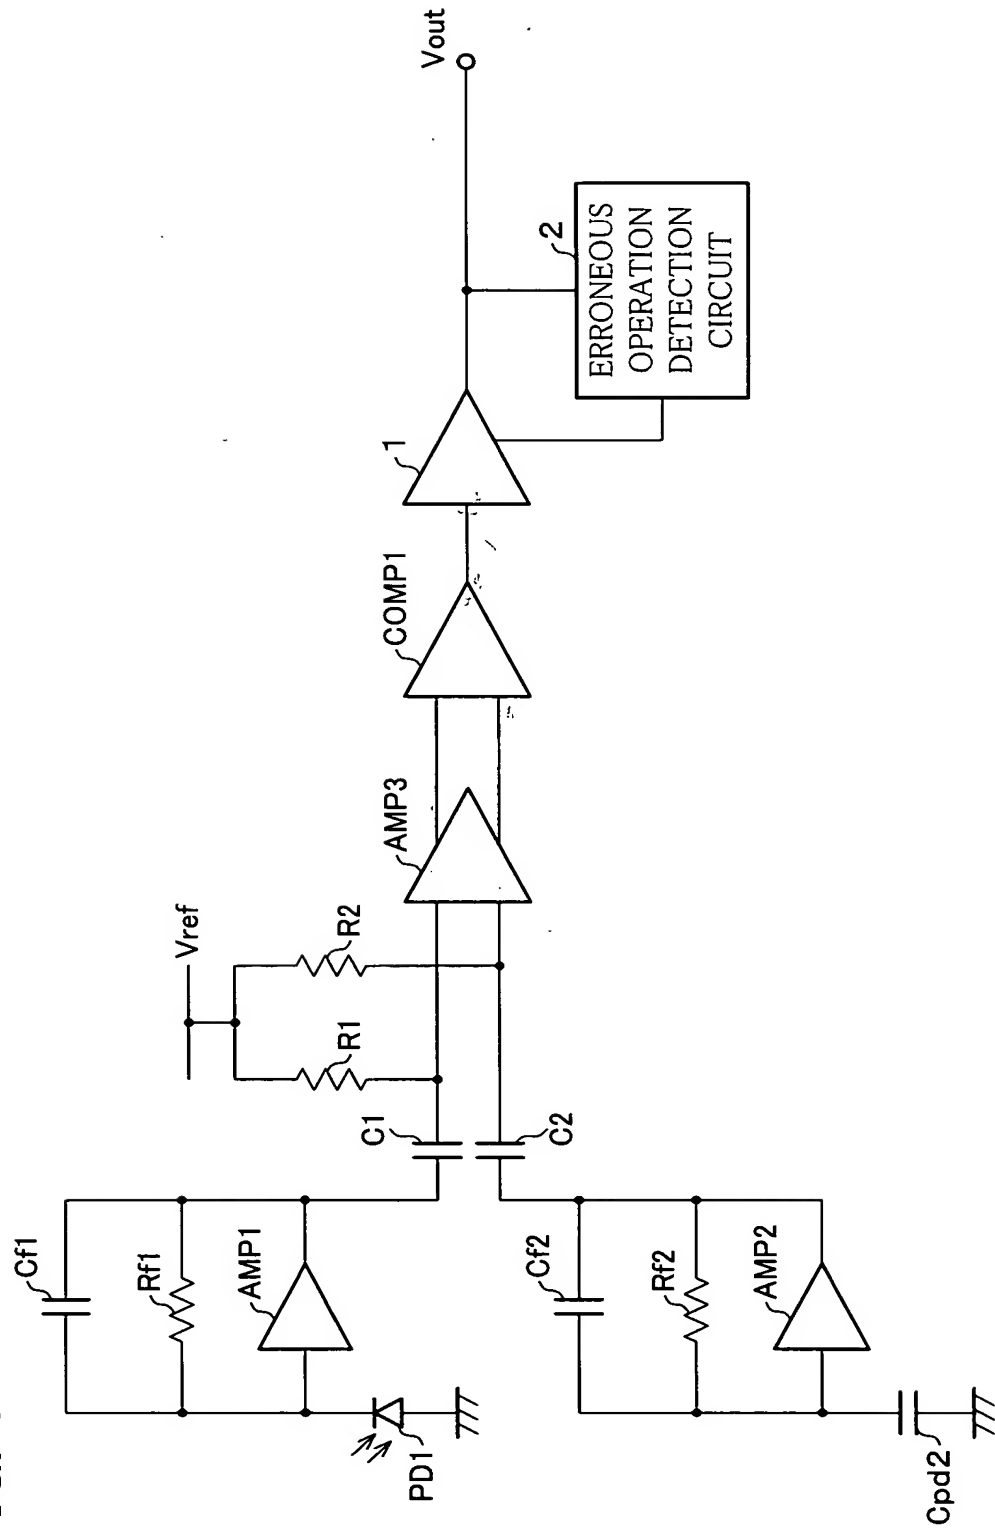 Cf1
Rf1
AMP1
PD1
Cf2
Rf2
AMP2
Cpd2
C1
C2
R1
R2
Vref
AMP3
COMP1
1
2
ERRONEOUS
OPERATION
DETECTION
CIRCUIT
Vout